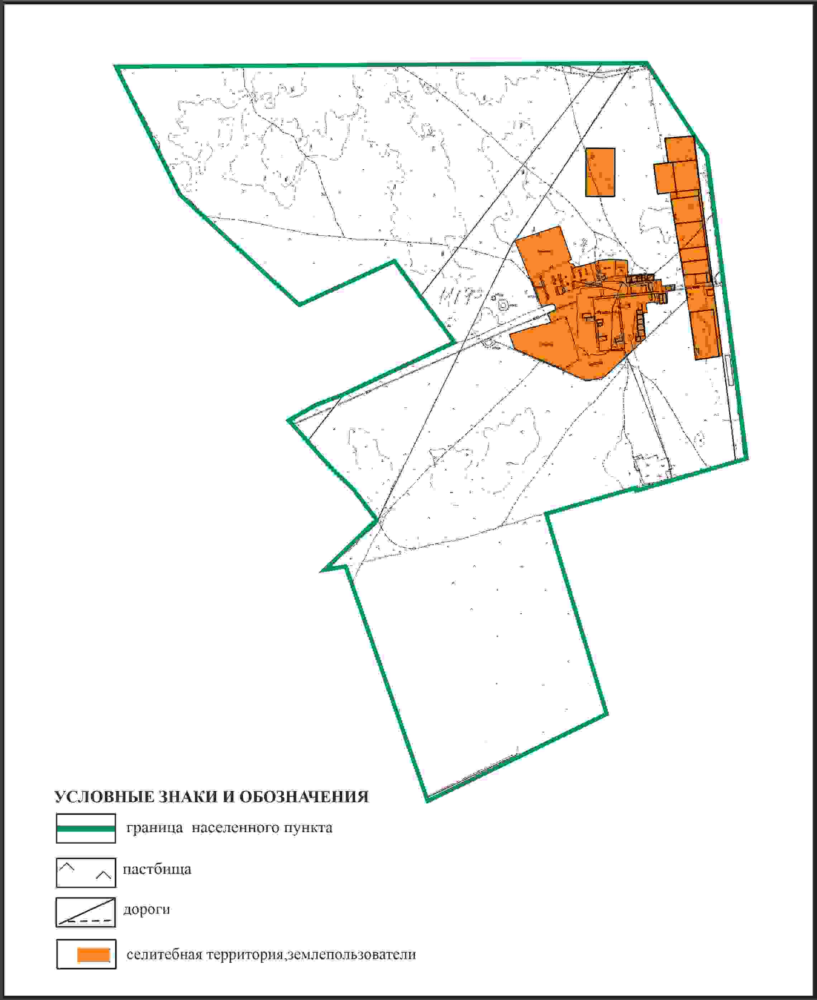 УСЛОВНЫЕ ЗНАКИ И ОБОЗНАЧЕНИЯ
граница населенного пункта
пастбища
дороги
селитебная территория,землепользователи